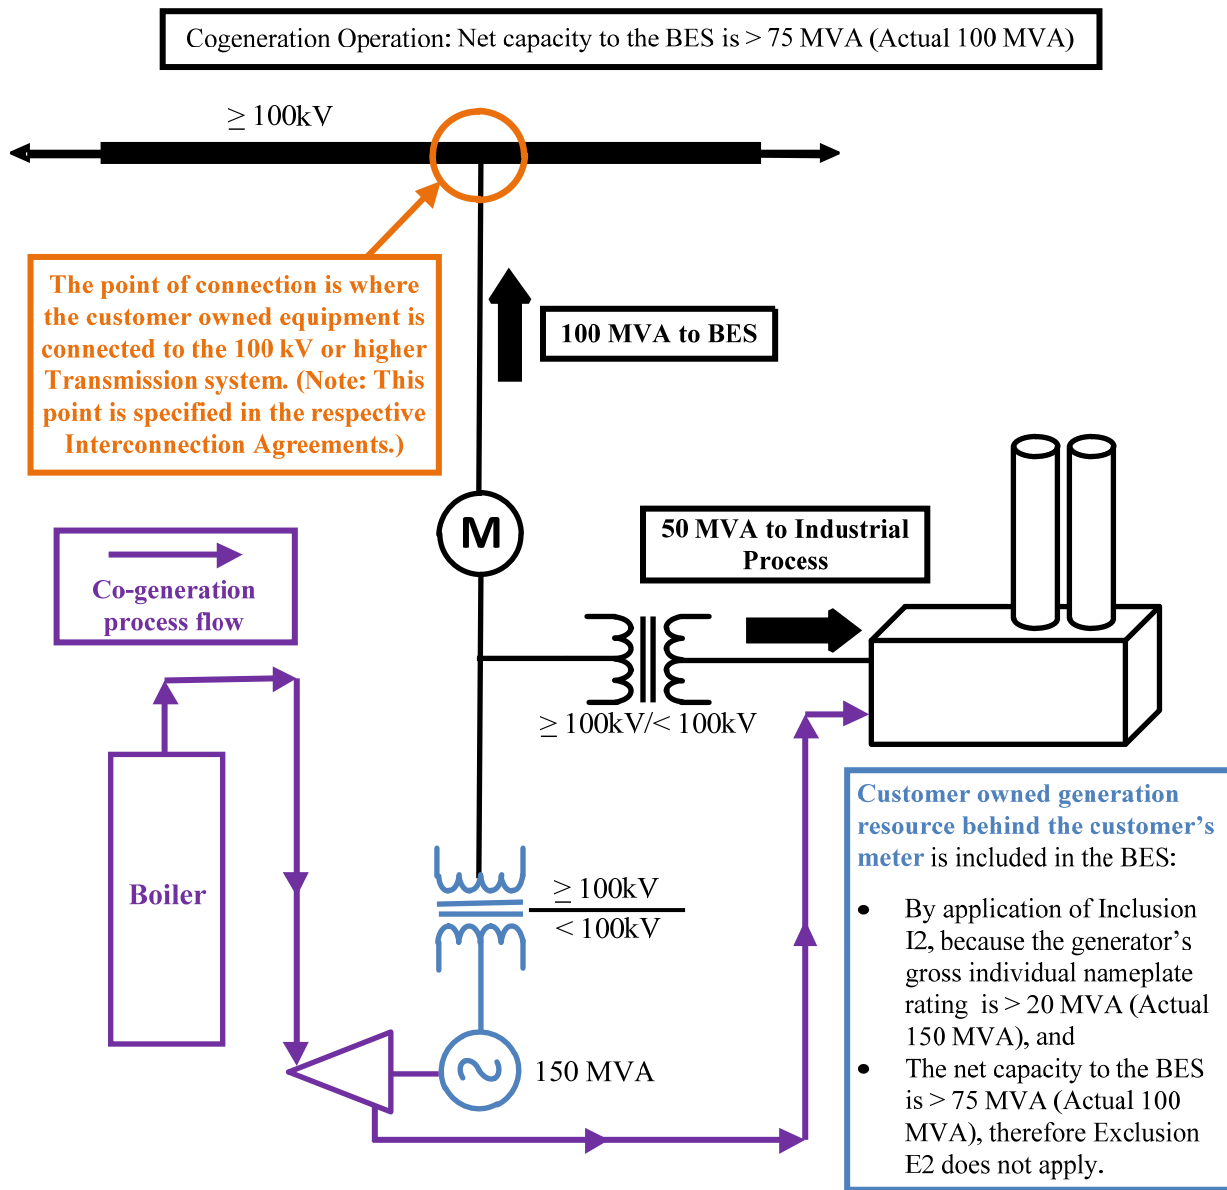 Cogeneration Operation: Net capacity to the BES is > 75 MVA (Actual 100 MVA)
≥ 100kV
The point of connection is where
the customer owned equipment is
connected to the 100 kV or higher
Transmission system. (Note: This
point is specified in the respective
Interconnection Agreements.)
100 MVA to BES
M
50 MVA to Industrial
Process
Co-generation
process flow
≥ 100kV/< 100kV
Boiler
≥ 100kV
< 100kV
150 MVA
Customer owned generation
resource behind the customer’s
meter is included in the BES:
• By application of Inclusion
I2, because the generator’s
gross individual nameplate
rating is > 20 MVA (Actual
150 MVA), and
• The net capacity to the BES
is > 75 MVA (Actual 100
MVA), therefore Exclusion
E2 does not apply.